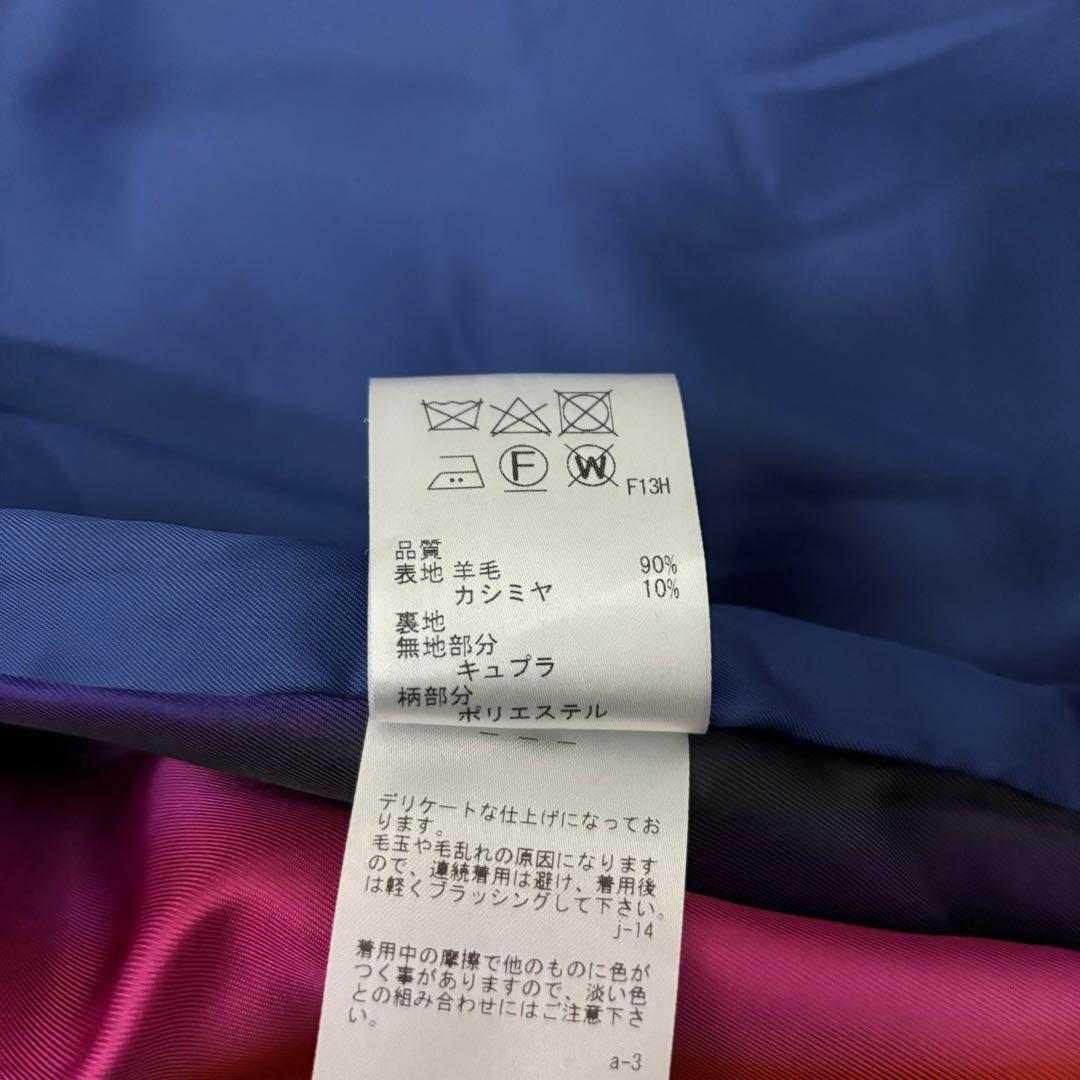 F
W
F13H
品質
表地 羊毛 90%
カシミヤ 10%
裏地
無地部分
キュプラ
柄部分
ポリエステル
デリケートな仕上げになってお
ります。
毛玉や毛乱れの原因になります
ので、連続着用は避け、着用後
は軽くブラッシングして下さい。
j-14
着用中の摩擦で他のものに色が
つく事がありますので、淡い色
との組み合わせにはご注意下さ
い。
a-3